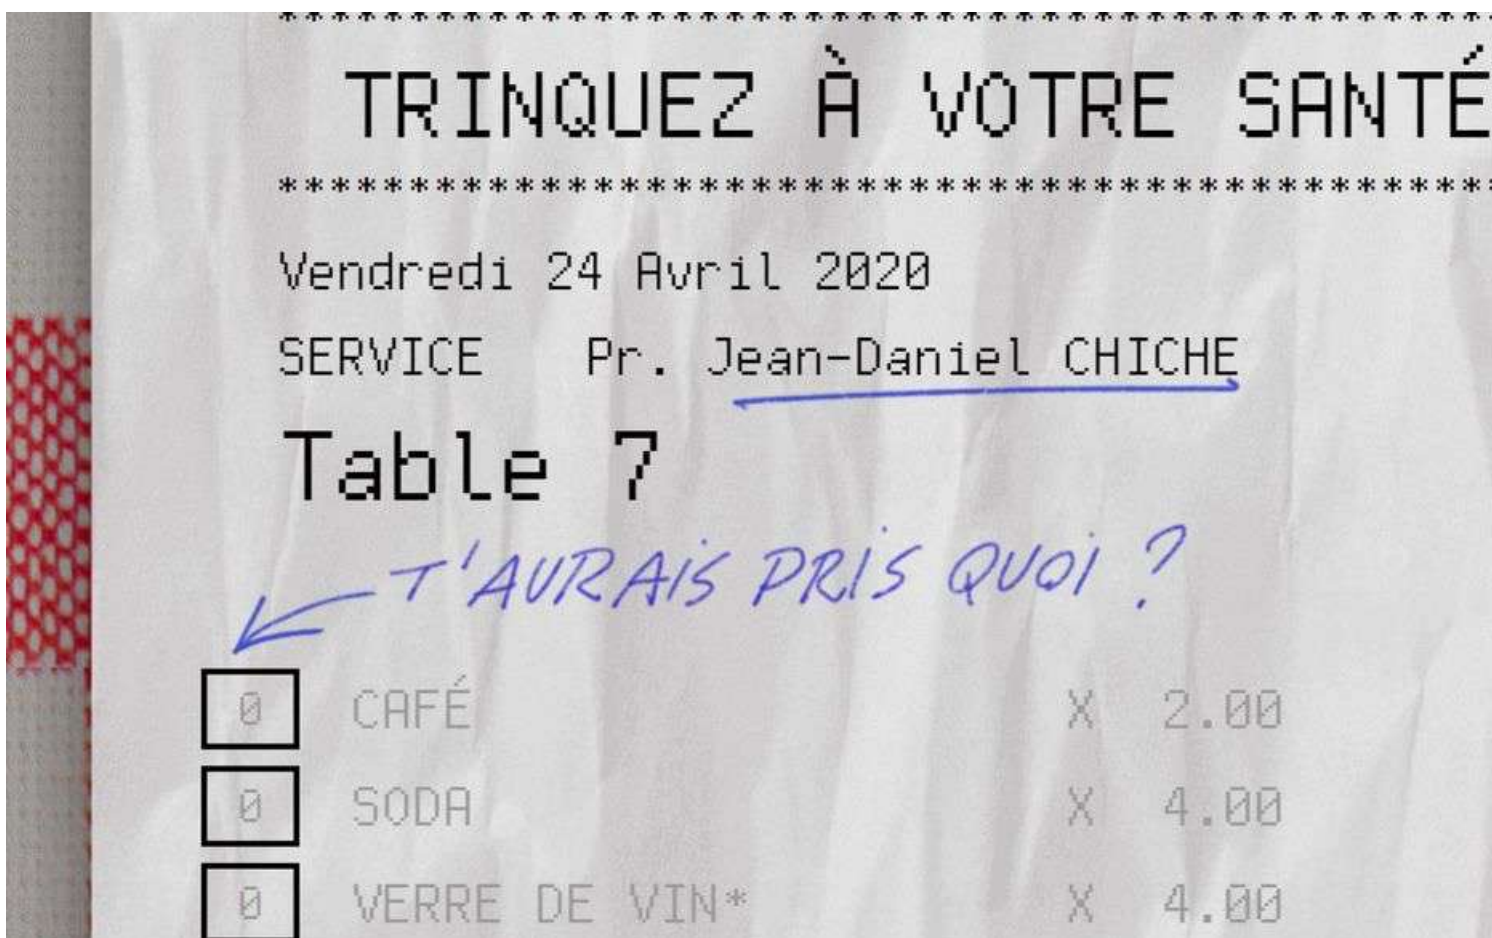 *************************************************
TRINQUEZ À VOTRE SANTÉ
*************************************************
Vendredi 24 Avril 2020
SERVICE Pr. Jean-Daniel CHICHE
Table 7
T'AURAIS PRIS QUOI ?
0 CAFÉ X 2.00
0 SODA X 4.00
0 VERRE DE VIN* X 4.00